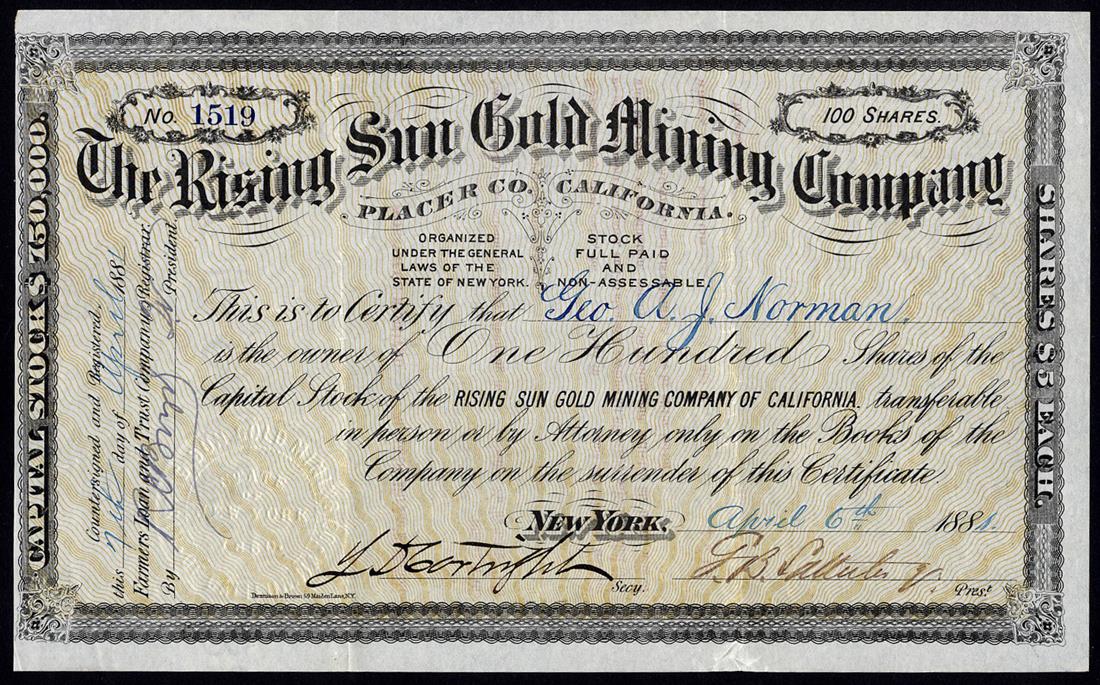 No. 1519
100 SHARES.
The Rising Sun Gold Mining Company
PLACER CO. CALIFORNIA.
ORGANIZED
UNDER THE GENERAL
LAWS OF THE
STATE OF NEW YORK.
STOCK
FULL PAID
AND
NON-ASSESSABLE.
This is to Certify that Geo. A. J. Norman
is the owner of One Hundred Shares of the
Capital Stock of the RISING SUN GOLD MINING COMPANY OF CALIFORNIA, transferable
in person or by Attorney only on the Books of the
Company on the surrender of this Certificate.
NEW YORK. April 6th 1881.
Secy.
Prest
Dennison & Brown 59 Maiden Lane, N.Y.
CAPITAL STOCK $ 750,000.
Countersigned and Registered,
this 7th day of April 1881
Farmers Loan and Trust Company Registrar.
By President
SHARES $5 EACH.